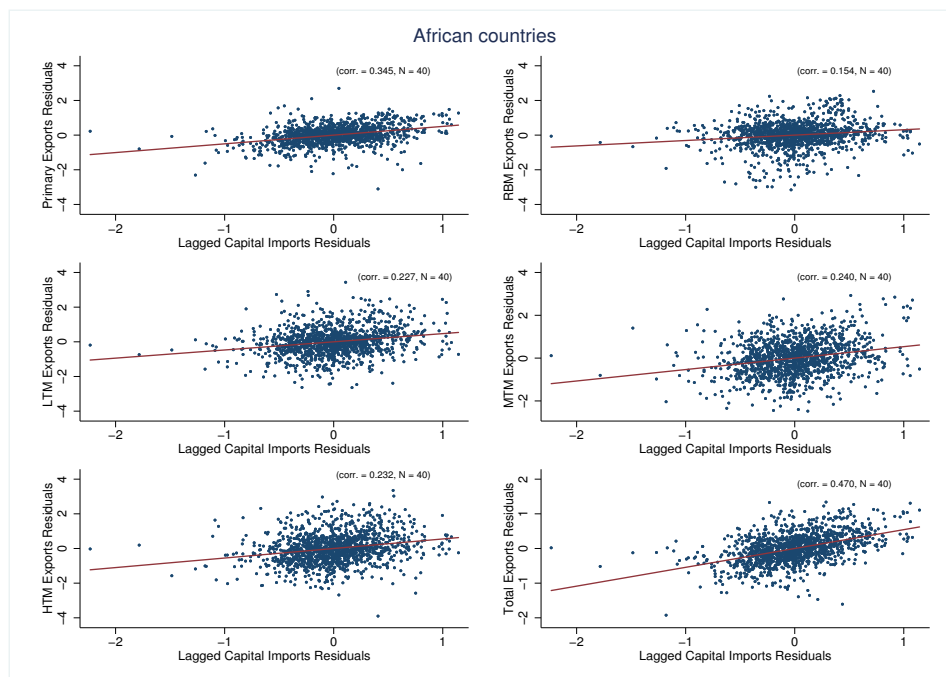 African countries
(corr. = 0.345, N = 40)
Primary Exports Residuals
4
2
0
−2
−4
−2
−1
0
1
Lagged Capital Imports Residuals
(corr. = 0.154, N = 40)
RBM Exports Residuals
4
2
0
−2
−4
−2
−1
0
1
Lagged Capital Imports Residuals
(corr. = 0.227, N = 40)
LTM Exports Residuals
4
2
0
−2
−4
−2
−1
0
1
Lagged Capital Imports Residuals
(corr. = 0.240, N = 40)
MTM Exports Residuals
4
2
0
−2
−2
−1
0
1
Lagged Capital Imports Residuals
(corr. = 0.232, N = 40)
HTM Exports Residuals
4
2
0
−2
−4
−2
−1
0
1
Lagged Capital Imports Residuals
(corr. = 0.470, N = 40)
Total Exports Residuals
2
1
0
−1
−2
−2
−1
0
1
Lagged Capital Imports Residuals